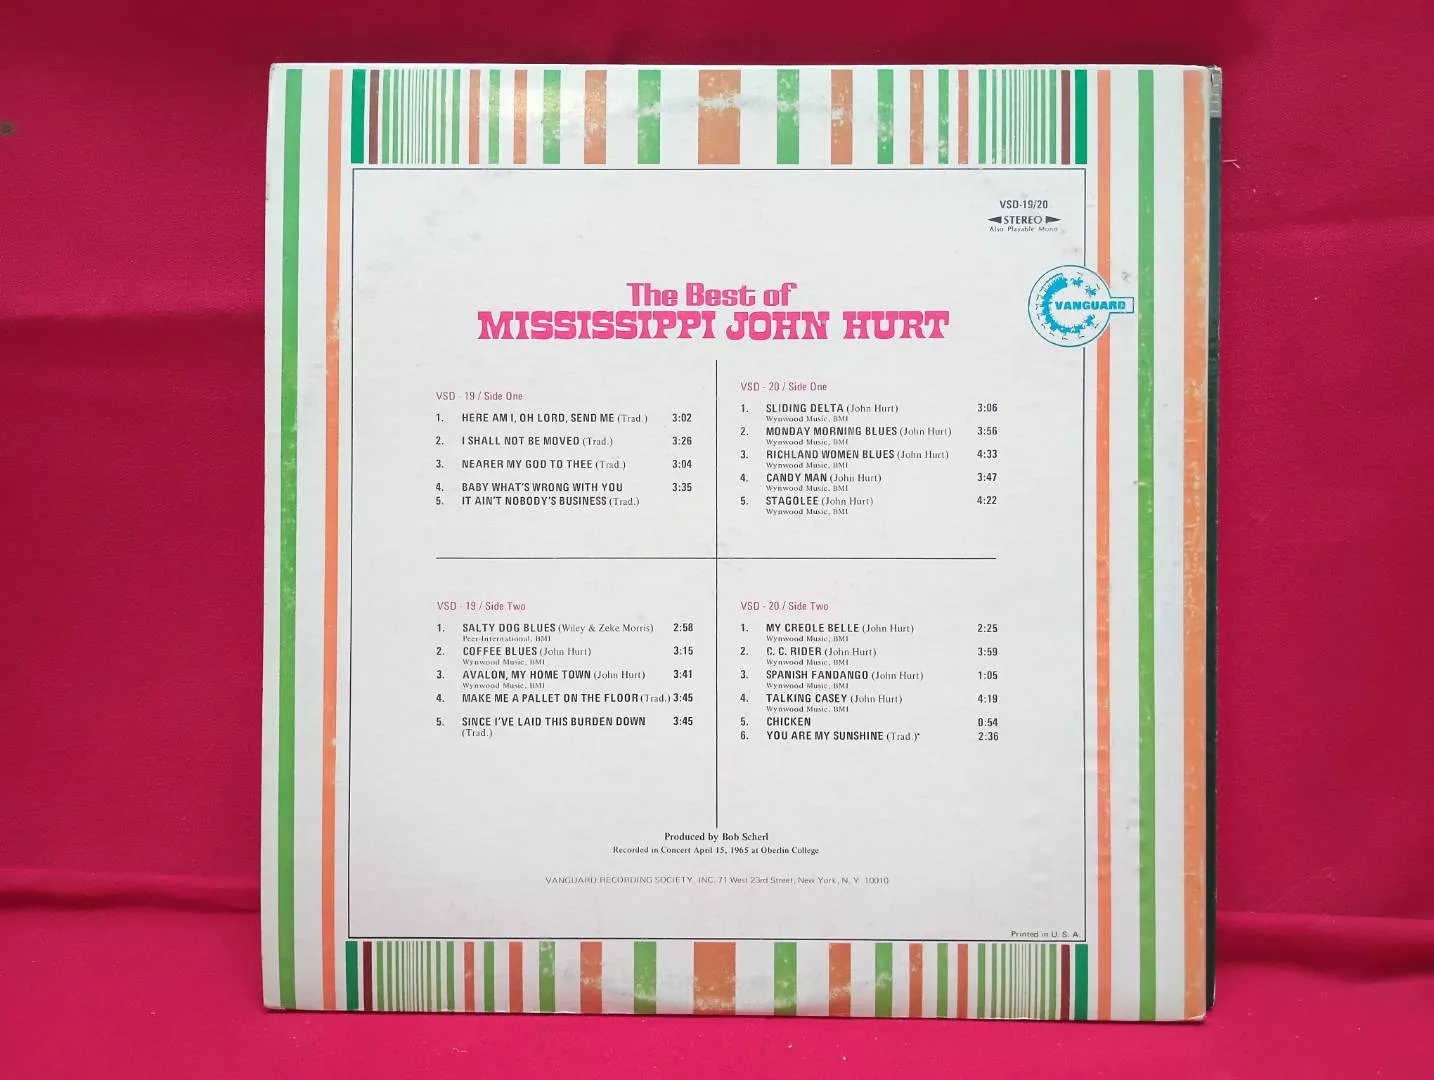 VSD-19/20
STEREO
Also Playable Mono
The Best of
MISSISSIPPI JOHN HURT
VANGUARD
VSD - 19 / Side One
1. HERE AM I, OH LORD, SEND ME (Trad.) 3:02
2. I SHALL NOT BE MOVED (Trad.) 3:26
3. NEARER MY GOD TO THEE (Trad.) 3:04
4. BABY WHAT'S WRONG WITH YOU 3:35
5. IT AIN'T NOBODY'S BUSINESS (Trad.)
VSD - 20 / Side One
1. SLIDING DELTA (John Hurt) 3:06
Wynwood Music, BMI
2. MONDAY MORNING BLUES (John Hurt) 3:56
Wynwood Music, BMI
3. RICHLAND WOMEN BLUES (John Hurt) 4:33
Wynwood Music, BMI
4. CANDY MAN (John Hurt) 3:47
Wynwood Music, BMI
5. STAGOLEE (John Hurt) 4:22
Wynwood Music, BMI
VSD - 19 / Side Two
1. SALTY DOG BLUES (Wiley & Zeke Morris) 2:58
Peer-International, BMI
2. COFFEE BLUES (John Hurt) 3:15
Wynwood Music, BMI
3. AVALON, MY HOME TOWN (John Hurt) 3:41
Wynwood Music, BMI
4. MAKE ME A PALLET ON THE FLOOR (Trad.) 3:45
5. SINCE I'VE LAID THIS BURDEN DOWN 3:45
(Trad.)
VSD - 20 / Side Two
1. MY CREOLE BELLE (John Hurt) 2:25
Wynwood Music, BMI
2. C. C. RIDER (John Hurt) 3:59
Wynwood Music, BMI
3. SPANISH FANDANGO (John Hurt) 1:05
Wynwood Music, BMI
4. TALKING CASEY (John Hurt) 4:19
Wynwood Music, BMI
5. CHICKEN 0:54
6. YOU ARE MY SUNSHINE (Trad.)* 2:36
Produced by Bob Scherl
Recorded in Concert April 15, 1965 at Oberlin College
VANGUARD RECORDING SOCIETY, INC. 71 West 23rd Street, New York, N. Y. 10010
Printed in U. S. A.